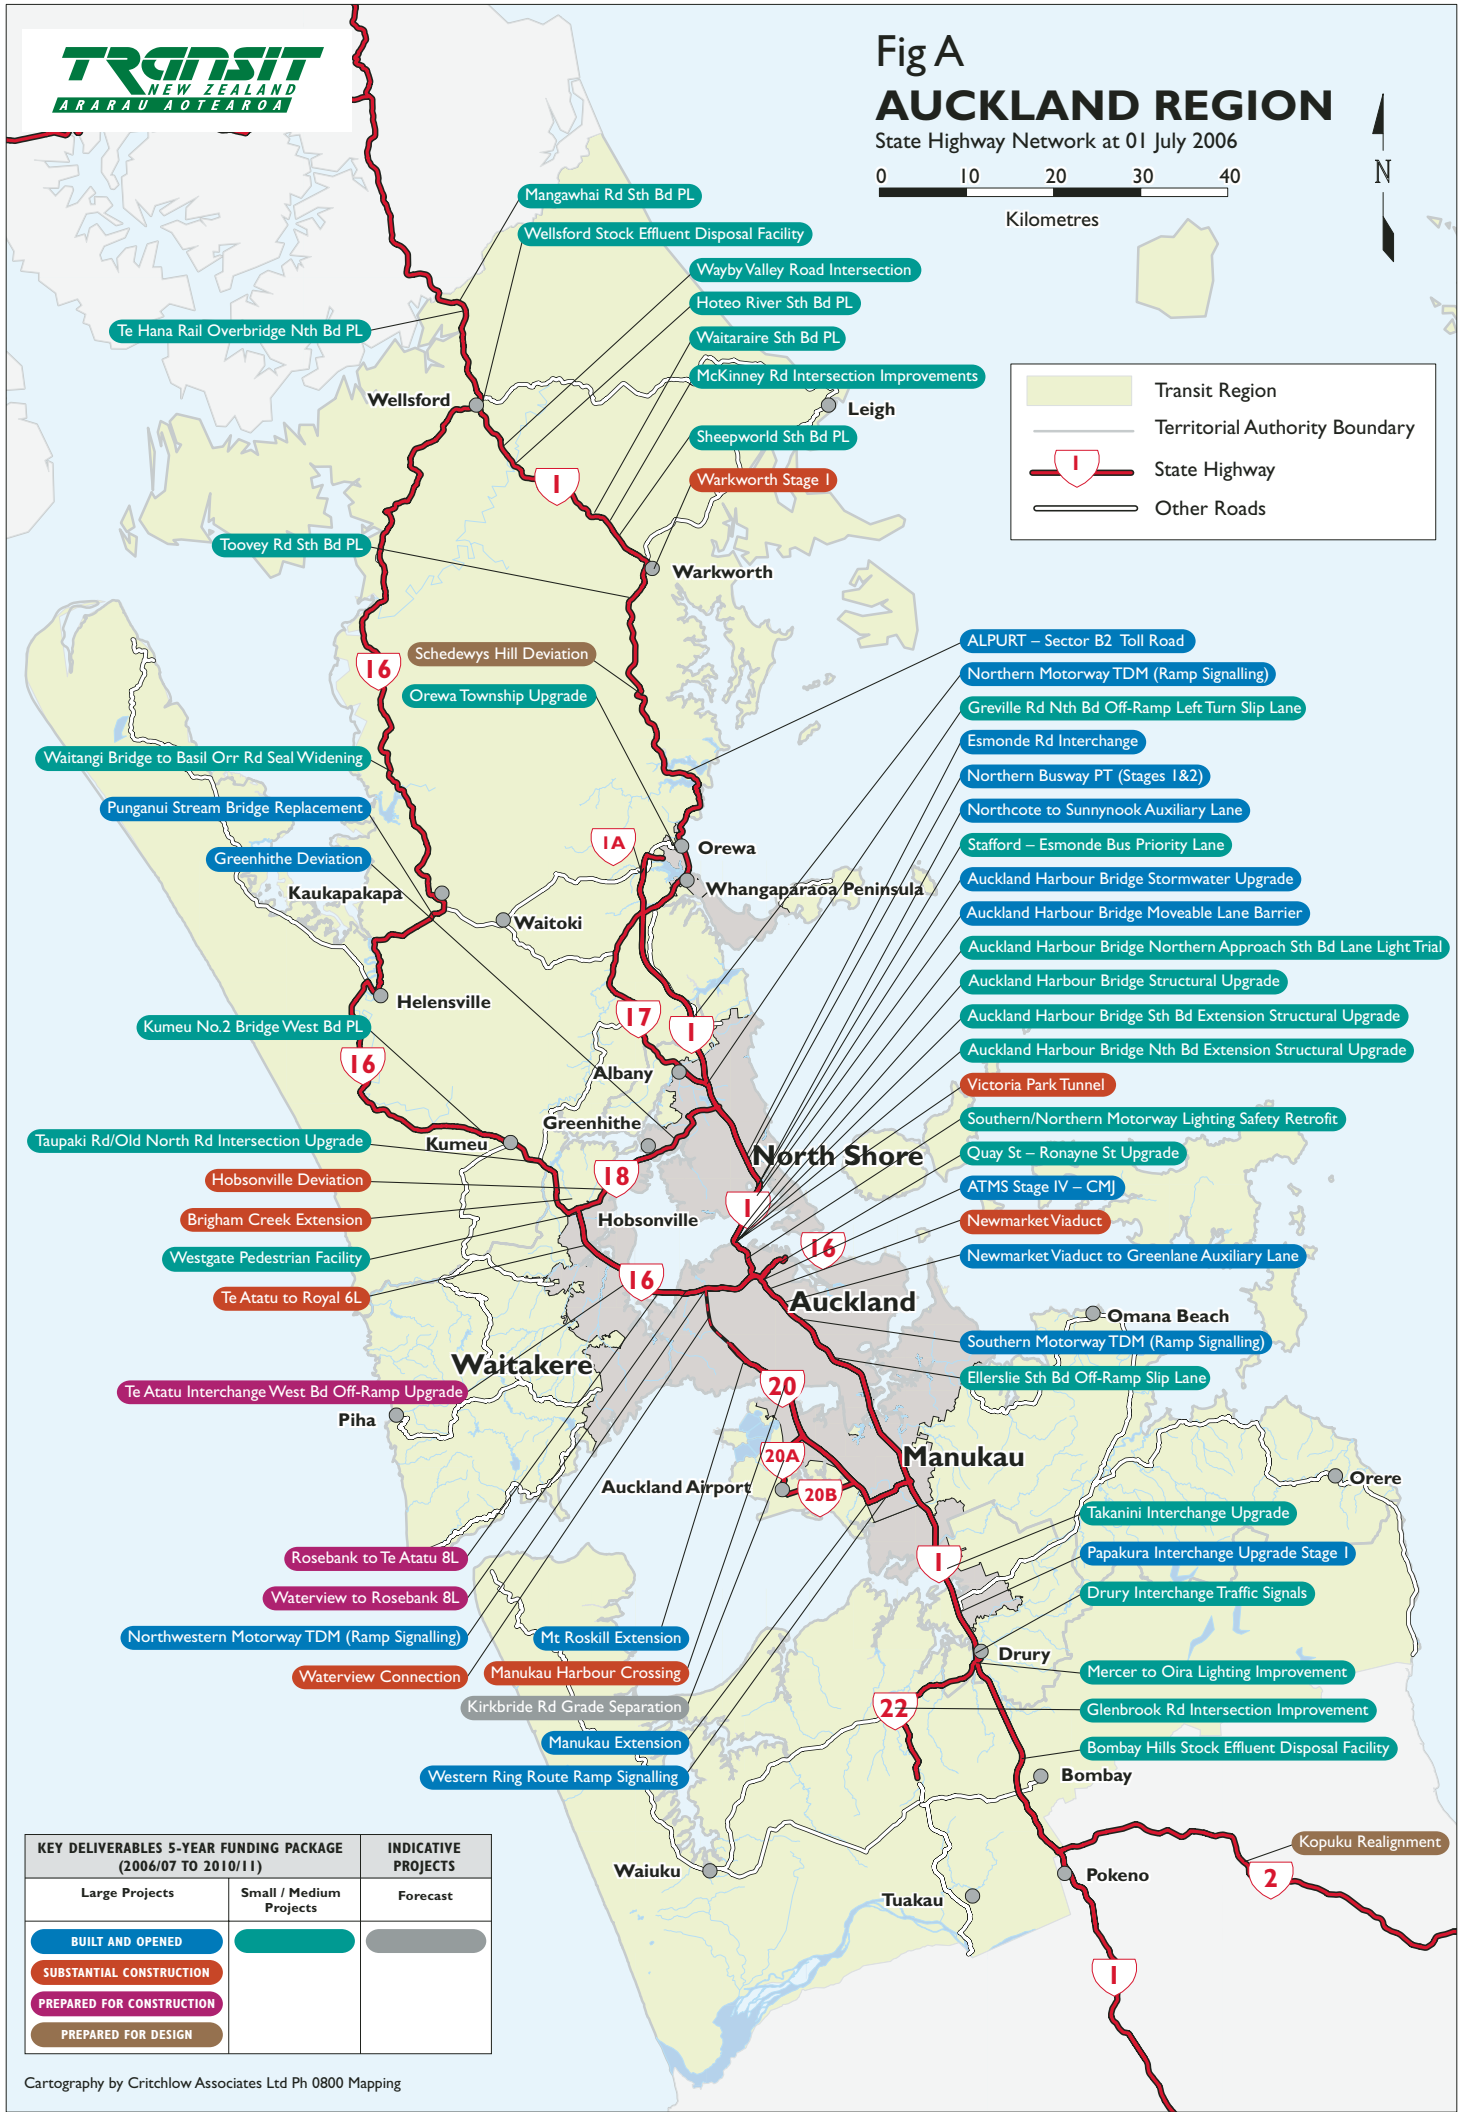 TRANSIT
NEW ZEALAND
ARARAU AOTEAROA
Fig A
AUCKLAND REGION
State Highway Network at 01 July 2006
0 10 20 30 40
Kilometres
N
Transit Region
Territorial Authority Boundary
1
State Highway
Other Roads
Mangawhai Rd Sth Bd PL
Wellsford Stock Effluent Disposal Facility
Wayby Valley Road Intersection
Hoteo River Sth Bd PL
Te Hana Rail Overbridge Nth Bd PL
Waitaraire Sth Bd PL
McKinney Rd Intersection Improvements
Wellsford
Leigh
Sheepworld Sth Bd PL
Warkworth Stage 1
1
Toovey Rd Sth Bd PL
Warkworth
Schedewys Hill Deviation
16
Orewa Township Upgrade
Waitangi Bridge to Basil Orr Rd Seal Widening
Punganui Stream Bridge Replacement
Greenhithe Deviation
1A
Orewa
Kaukapakapa
Whangaparaoa Peninsula
Waitoki
Helensville
Kumeu No.2 Bridge West Bd PL
17
1
16
Albany
Greenhithe
Kumeu
ALPURT – Sector B2 Toll Road
Northern Motorway TDM (Ramp Signalling)
Greville Rd Nth Bd Off-Ramp Left Turn Slip Lane
Esmonde Rd Interchange
Northern Busway PT (Stages 1&2)
Northcote to Sunnynook Auxiliary Lane
Stafford – Esmonde Bus Priority Lane
Auckland Harbour Bridge Stormwater Upgrade
Auckland Harbour Bridge Moveable Lane Barrier
Auckland Harbour Bridge Northern Approach Sth Bd Lane Light Trial
Auckland Harbour Bridge Structural Upgrade
Auckland Harbour Bridge Sth Bd Extension Structural Upgrade
Auckland Harbour Bridge Nth Bd Extension Structural Upgrade
Victoria Park Tunnel
Southern/Northern Motorway Lighting Safety Retrofit
Quay St – Ronayne St Upgrade
ATMS Stage IV – CMJ
Newmarket Viaduct
Newmarket Viaduct to Greenlane Auxiliary Lane
Southern Motorway TDM (Ramp Signalling)
Ellerslie Sth Bd Off-Ramp Slip Lane
Taupaki Rd/Old North Rd Intersection Upgrade
Hobsonville Deviation
Brigham Creek Extension
Westgate Pedestrian Facility
Te Atatu to Royal 6L
North Shore
18
1
Hobsonville
16
16
Auckland
Omana Beach
Waitakere
Te Atatu Interchange West Bd Off-Ramp Upgrade
Piha
20
20A
Manukau
Auckland Airport
20B
Orere
Takanini Interchange Upgrade
Papakura Interchange Upgrade Stage 1
Drury Interchange Traffic Signals
1
Drury
Mercer to Oira Lighting Improvement
Glenbrook Rd Intersection Improvement
Bombay Hills Stock Effluent Disposal Facility
22
Rosebank to Te Atatu 8L
Waterview to Rosebank 8L
Northwestern Motorway TDM (Ramp Signalling)
Waterview Connection
Mt Roskill Extension
Manukau Harbour Crossing
Kirkbride Rd Grade Separation
Manukau Extension
Western Ring Route Ramp Signalling
Bombay
Kopuku Realignment
Waiuku
Pokeno
2
Tuakau
1
KEY DELIVERABLES 5-YEAR FUNDING PACKAGE
(2006/07 TO 2010/11)
INDICATIVE
PROJECTS
Large Projects
Small / Medium
Projects
Forecast
BUILT AND OPENED
SUBSTANTIAL CONSTRUCTION
PREPARED FOR CONSTRUCTION
PREPARED FOR DESIGN
Cartography by Critchlow Associates Ltd Ph 0800 Mapping